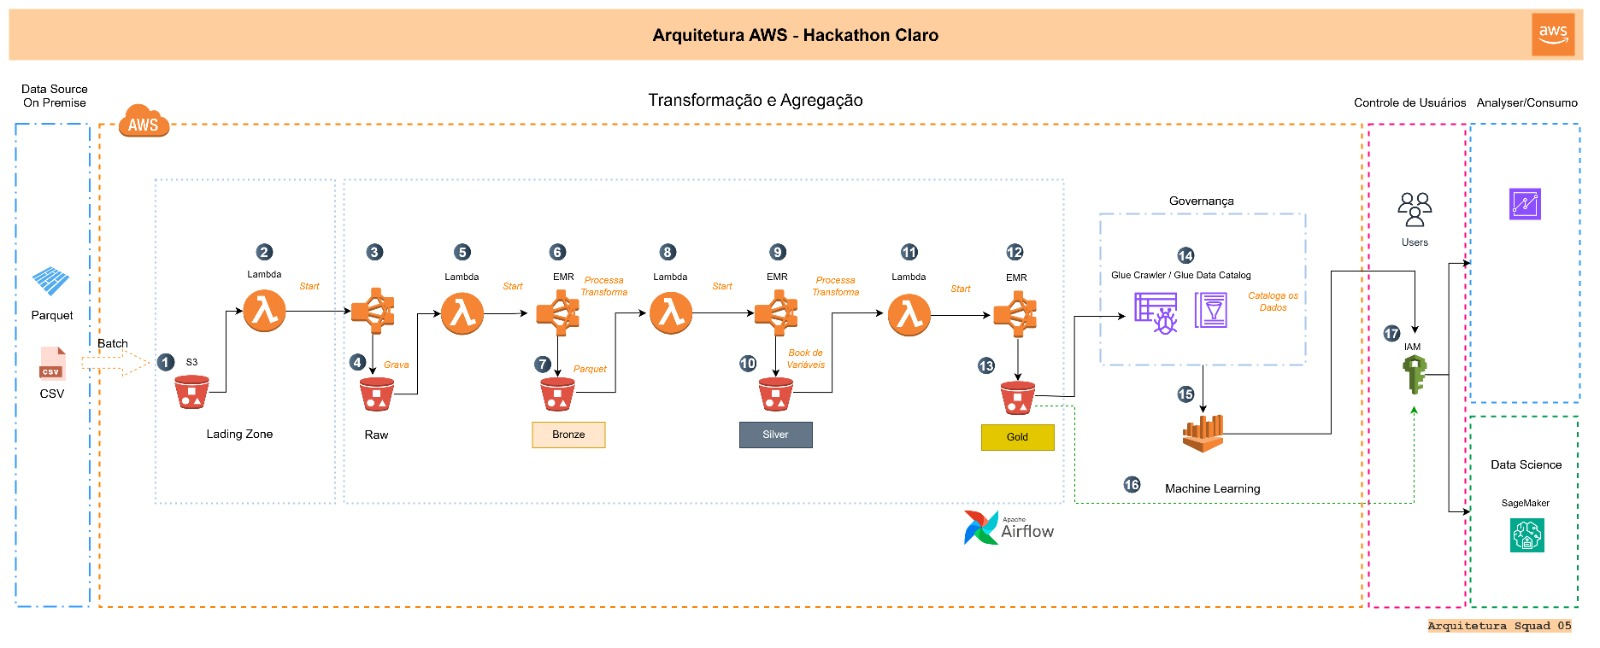 Arquitetura AWS - Hackathon Claro
aws
Data Source
On Premise
Transformação e Agregação
Controle de Usuários
Analyser/Consumo
AWS
Parquet
CSV
CSV
Batch
1
S3
Lading Zone
2
Lambda
Start
3
4
Grava
Raw
5
Lambda
Start
6
EMR
Processa
Transforma
7
Parquet
Bronze
8
Lambda
Start
9
EMR
Processa
Transforma
10
Book de
Variáveis
Silver
11
Lambda
Start
12
EMR
13
Gold
Governança
14
Glue Crawler / Glue Data Catalog
Cataloga os
Dados
15
16
Machine Learning
Apache
Airflow
Users
17
IAM
Data Science
SageMaker
Arquitetura Squad 05